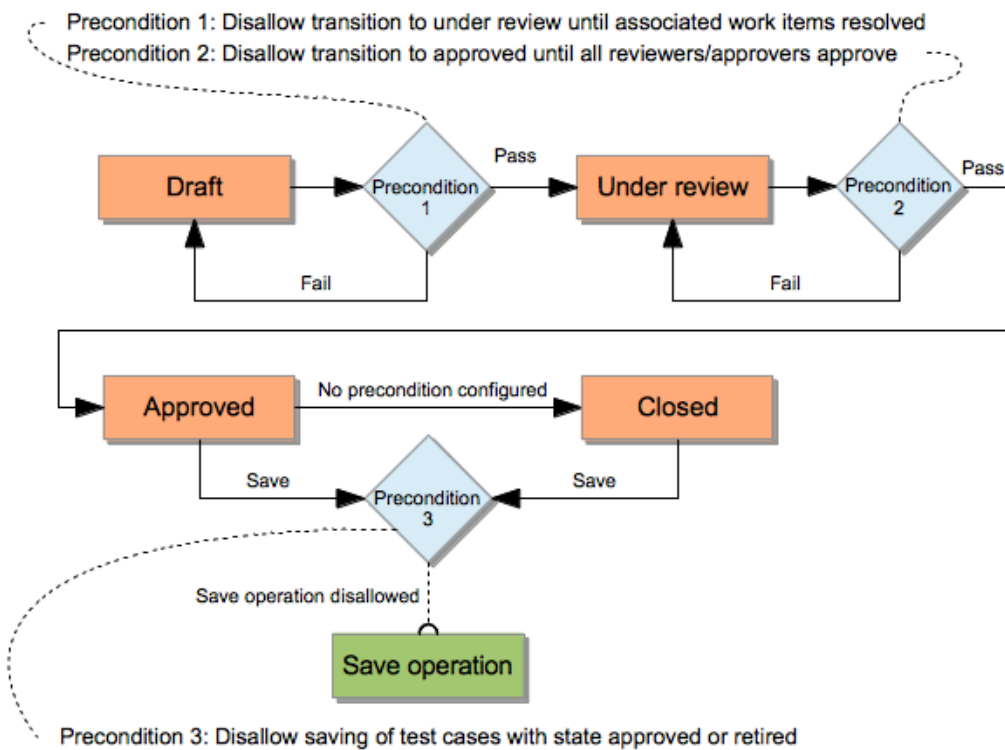 Precondition 1: Disallow transition to under review until associated work items resolved
Precondition 2: Disallow transition to approved until all reviewers/approvers approve
Draft
Precondition
1
Pass
Under review
Precondition
2
Pass
Fail
Fail
Approved
No precondition configured
Closed
Save
Precondition
3
Save
Save operation disallowed
Save operation
Precondition 3: Disallow saving of test cases with state approved or retired